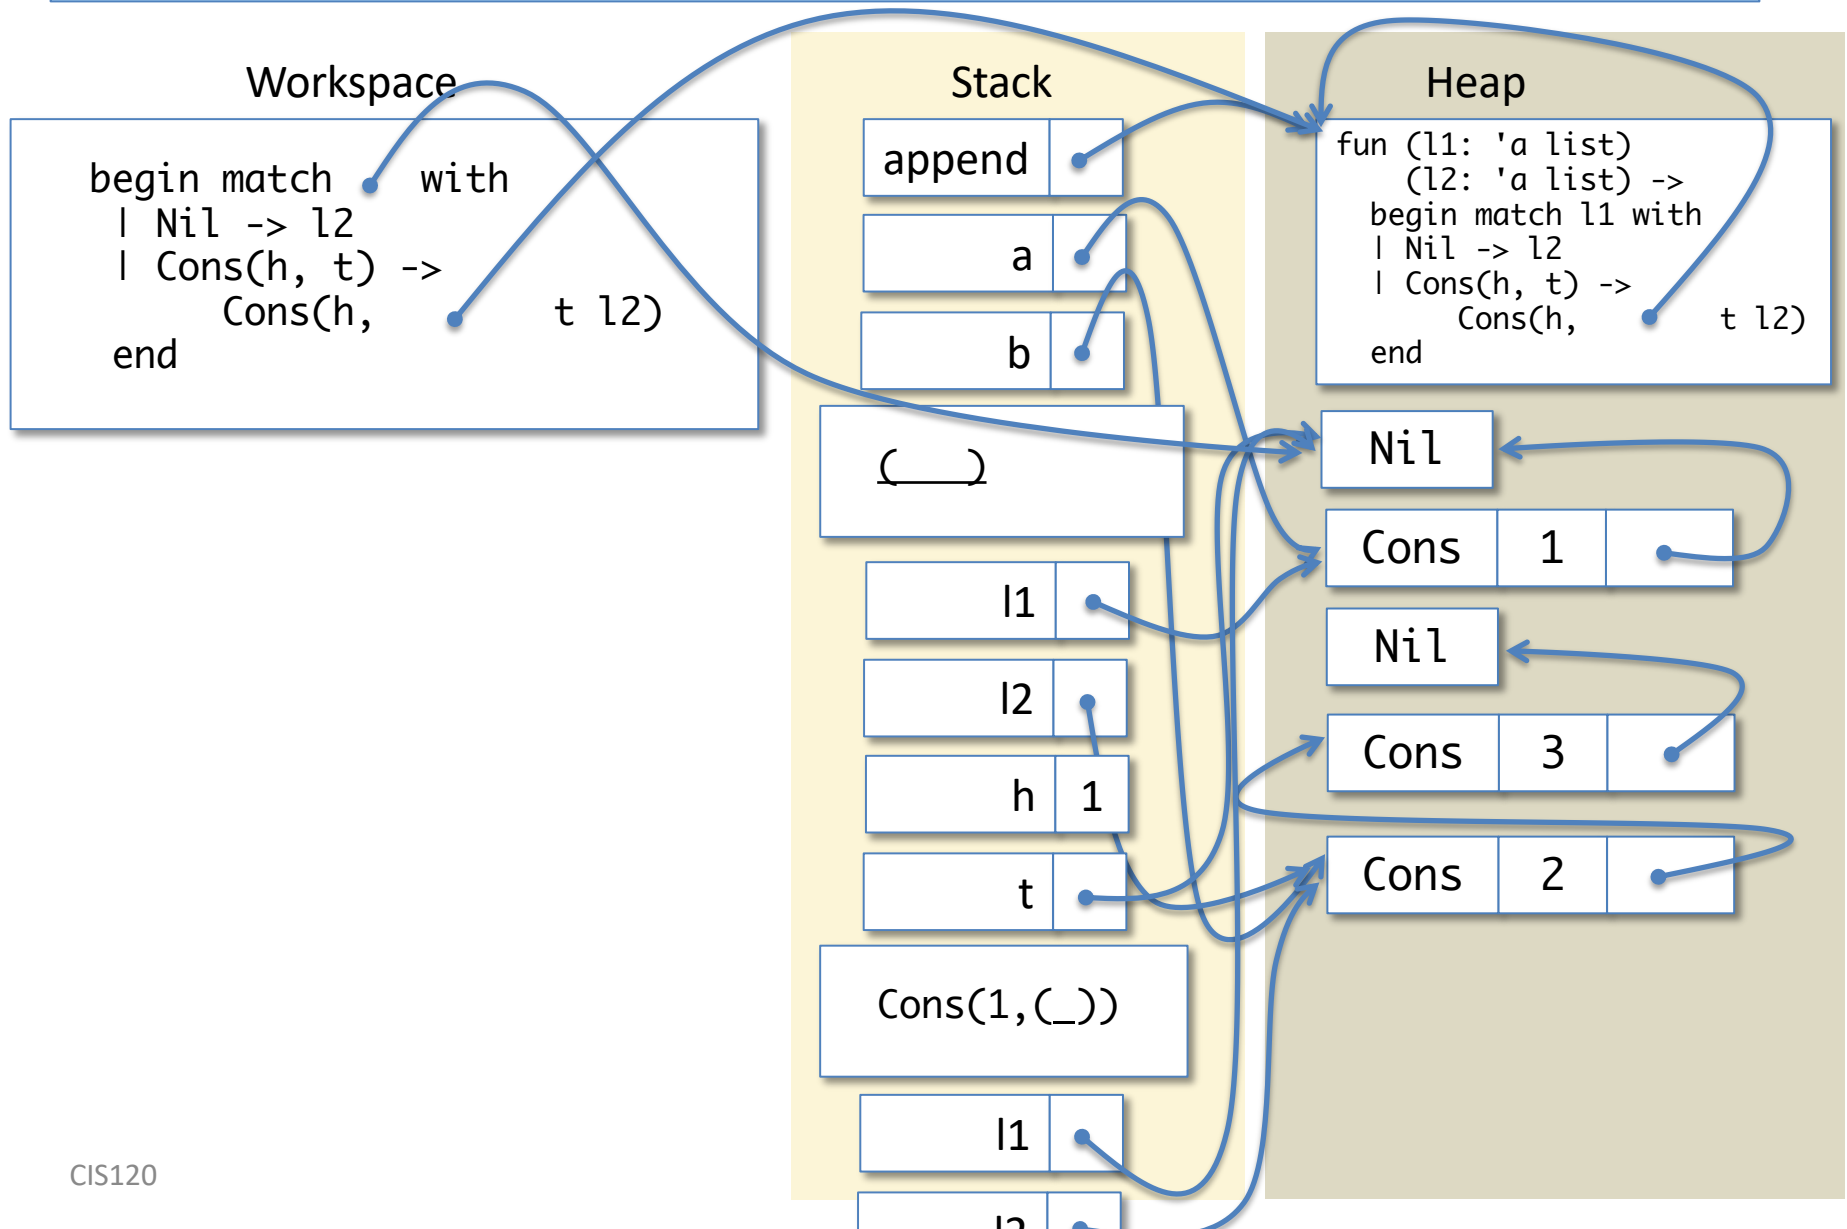 Workspace
begin match with
| Nil -> l2
| Cons(h, t) ->
Cons(h, t l2)
end
Stack
append
a
b
(___)
l1
l2
h 1
t
Cons(1,(_))
l1
l2
Heap
fun (l1: 'a list)
(l2: 'a list) ->
begin match l1 with
| Nil -> l2
| Cons(h, t) ->
Cons(h, t l2)
end
Nil
Cons 1
Nil
Cons 3
Cons 2
CIS120